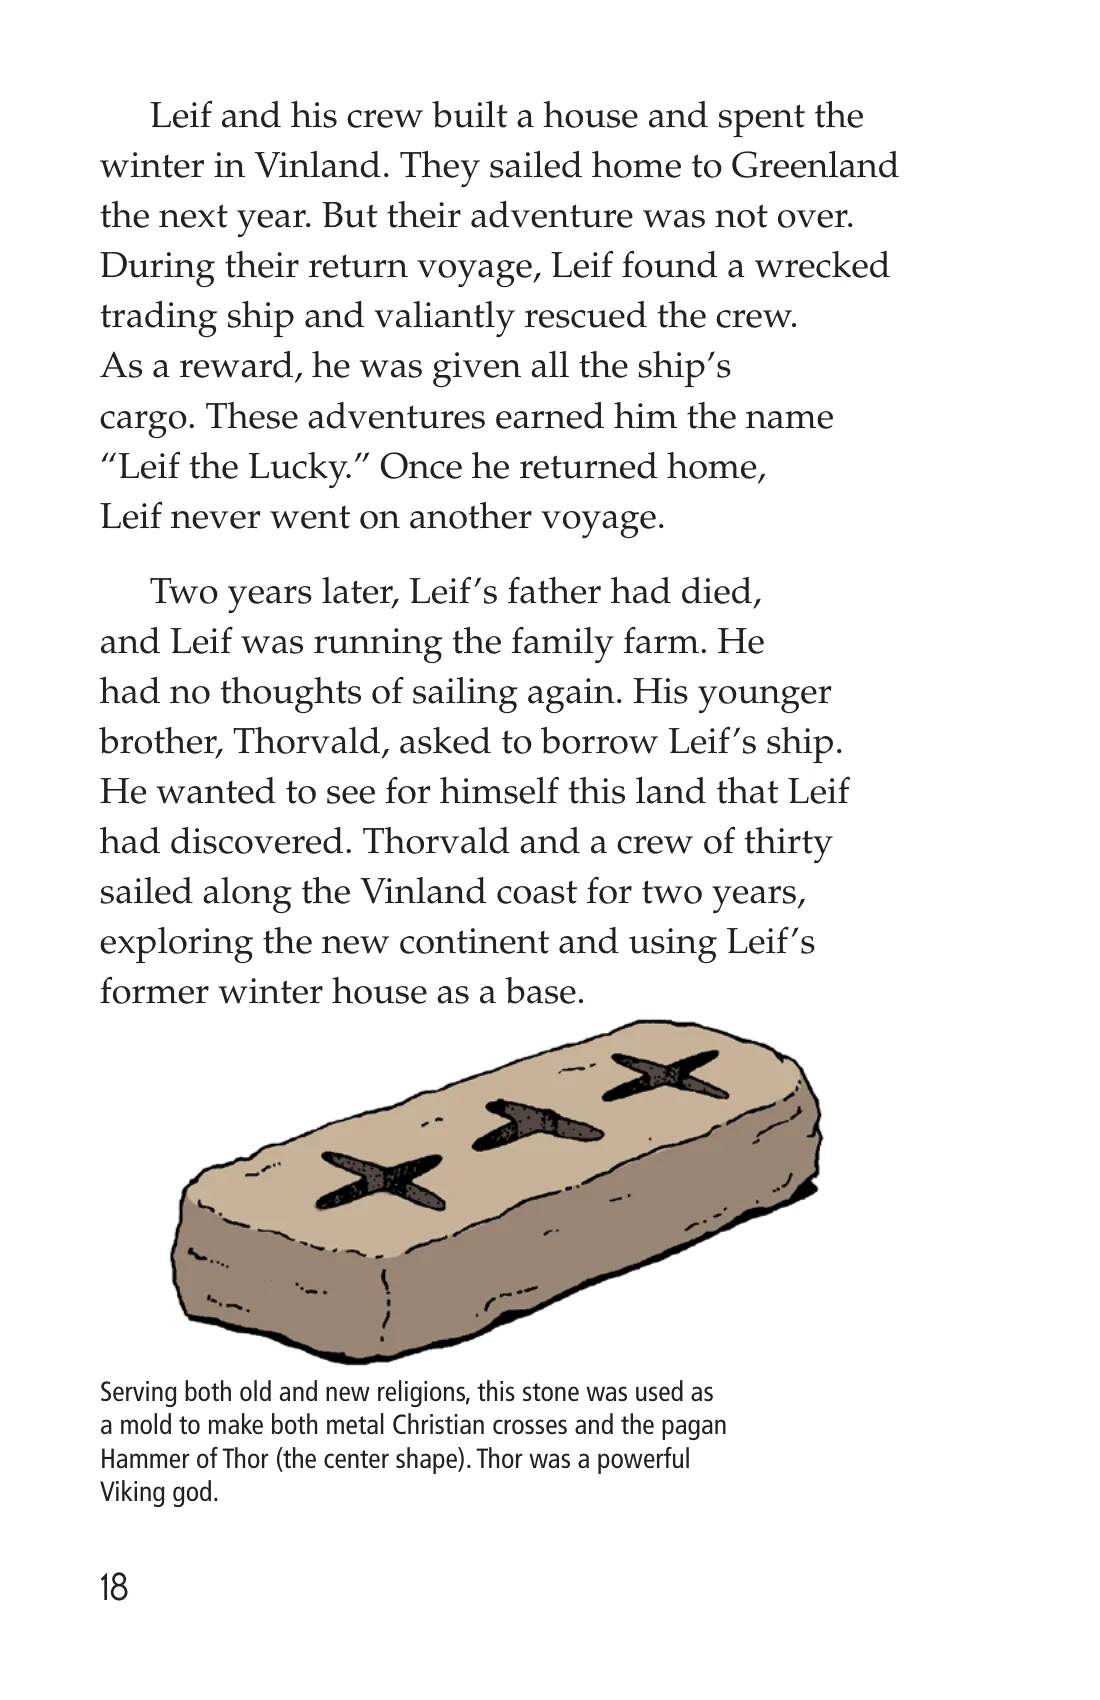 Leif and his crew built a house and spent the
winter in Vinland. They sailed home to Greenland
the next year. But their adventure was not over.
During their return voyage, Leif found a wrecked
trading ship and valiantly rescued the crew.
As a reward, he was given all the ship’s
cargo. These adventures earned him the name
“Leif the Lucky.” Once he returned home,
Leif never went on another voyage.
Two years later, Leif’s father had died,
and Leif was running the family farm. He
had no thoughts of sailing again. His younger
brother, Thorvald, asked to borrow Leif’s ship.
He wanted to see for himself this land that Leif
had discovered. Thorvald and a crew of thirty
sailed along the Vinland coast for two years,
exploring the new continent and using Leif’s
former winter house as a base.
Serving both old and new religions, this stone was used as
a mold to make both metal Christian crosses and the pagan
Hammer of Thor (the center shape). Thor was a powerful
Viking god.
18